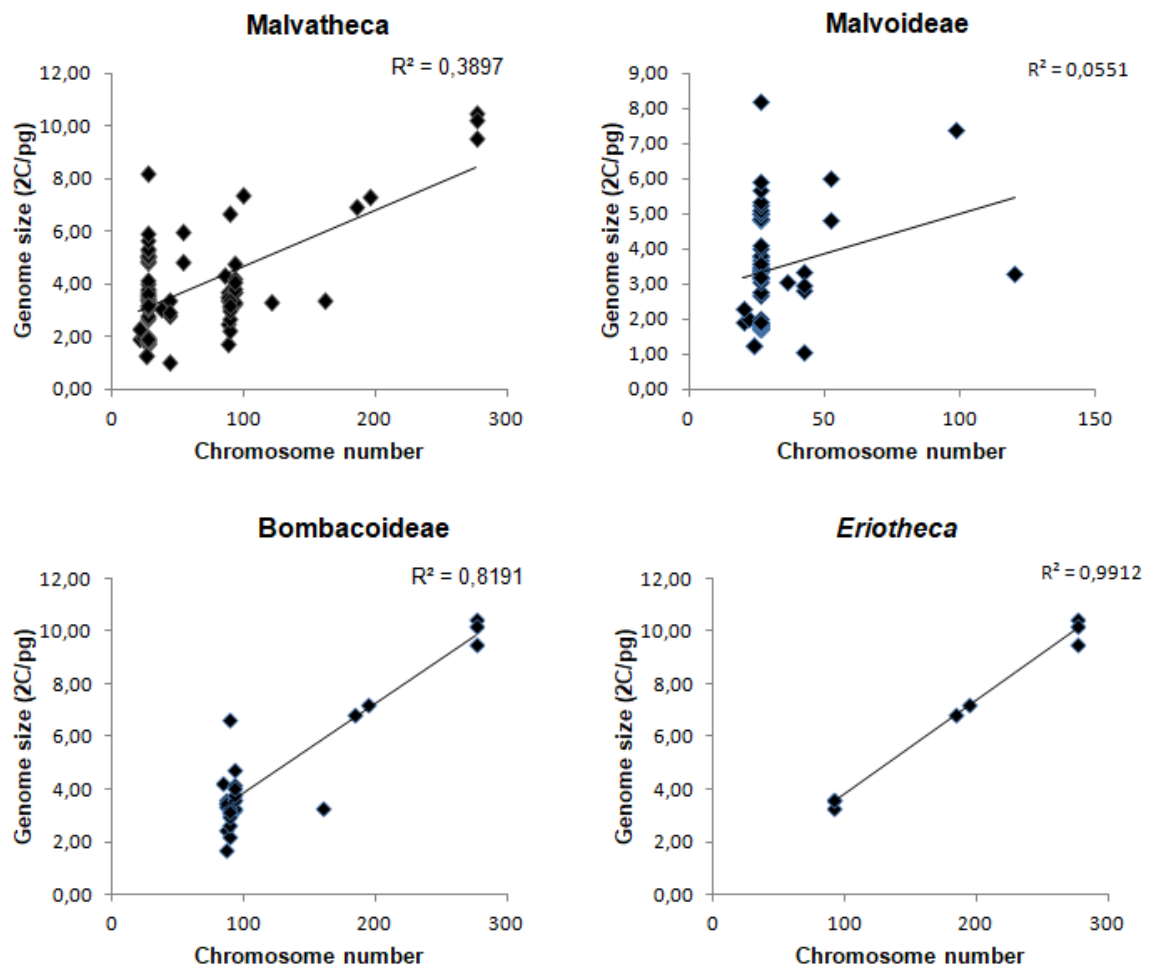 Malvatheca
R² = 0,3897
Genome size (2C/pg)
12,00
10,00
8,00
6,00
4,00
2,00
0,00
0 100 200 300
Chromosome number
Malvoideae
R² = 0,0551
Genome size (2C/pg)
9,00
8,00
7,00
6,00
5,00
4,00
3,00
2,00
1,00
0,00
0 50 100 150
Chromosome number
Bombacoideae
R² = 0,8191
Genome size (2C/pg)
12,00
10,00
8,00
6,00
4,00
2,00
0,00
0 100 200 300
Chromosome number
Eriotheca
R² = 0,9912
Genome size (2C/pg)
12,00
10,00
8,00
6,00
4,00
2,00
0,00
0 100 200 300
Chromosome number